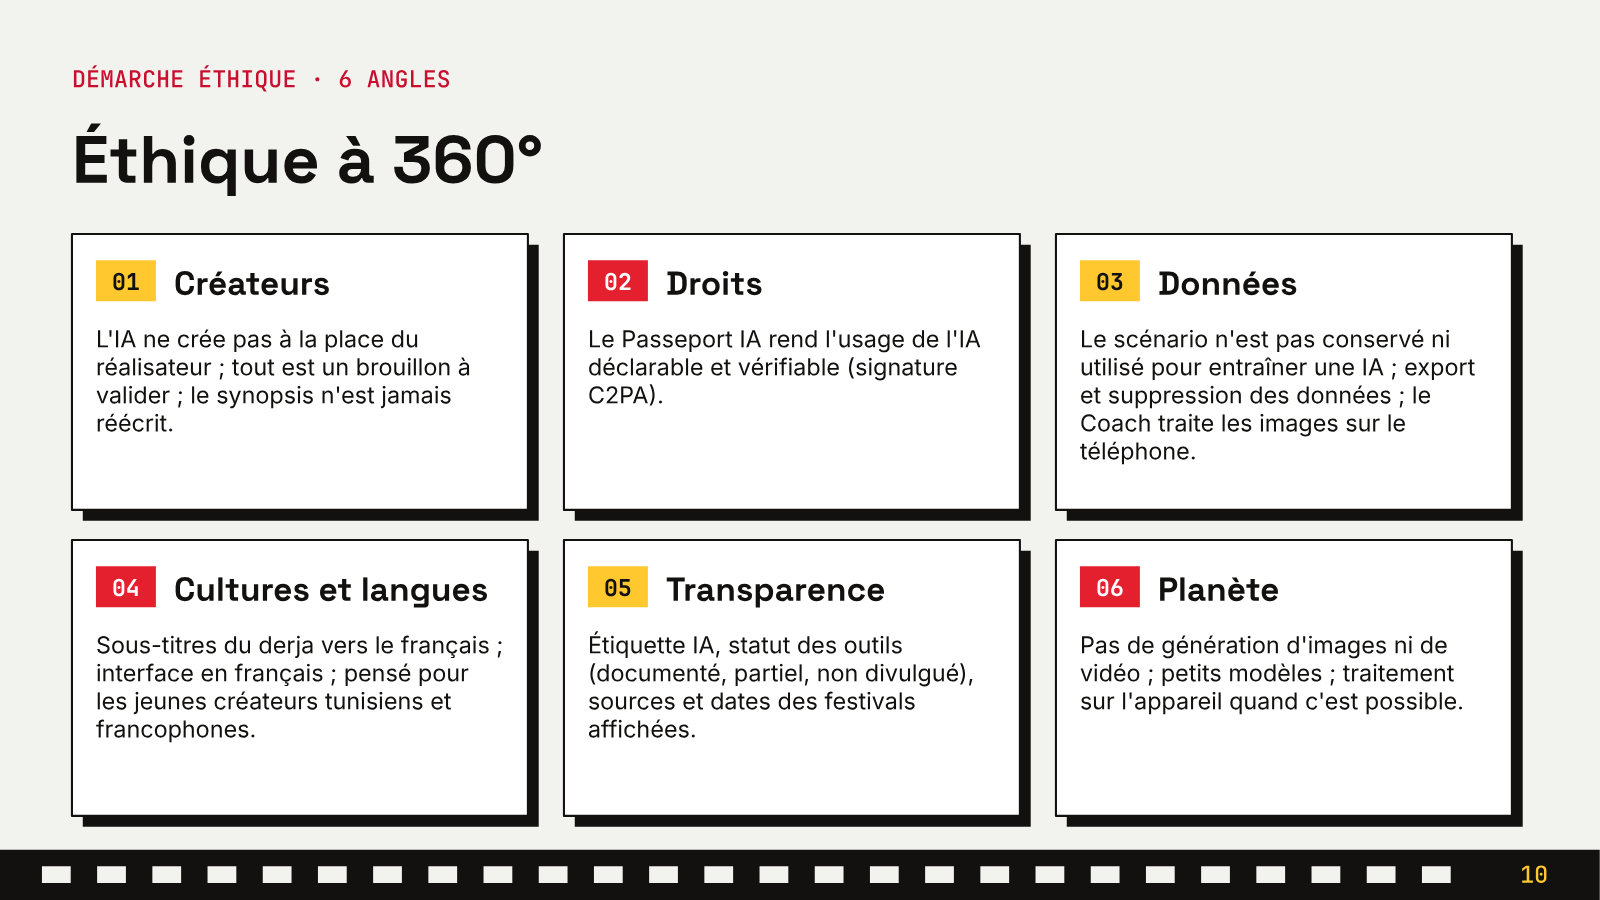 DÉMARCHE ÉTHIQUE · 6 ANGLES
Éthique à 360°
01 Créateurs
L'IA ne crée pas à la place du
réalisateur ; tout est un brouillon à
valider ; le synopsis n'est jamais
réécrit.
02 Droits
Le Passeport IA rend l'usage de l'IA
déclarable et vérifiable (signature
C2PA).
03 Données
Le scénario n'est pas conservé ni
utilisé pour entraîner une IA ; export
et suppression des données ; le
Coach traite les images sur le
téléphone.
04 Cultures et langues
Sous-titres du derja vers le français ;
interface en français ; pensé pour
les jeunes créateurs tunisiens et
francophones.
05 Transparence
Étiquette IA, statut des outils
(documenté, partiel, non divulgué),
sources et dates des festivals
affichées.
06 Planète
Pas de génération d'images ni de
vidéo ; petits modèles ; traitement
sur l'appareil quand c'est possible.
10